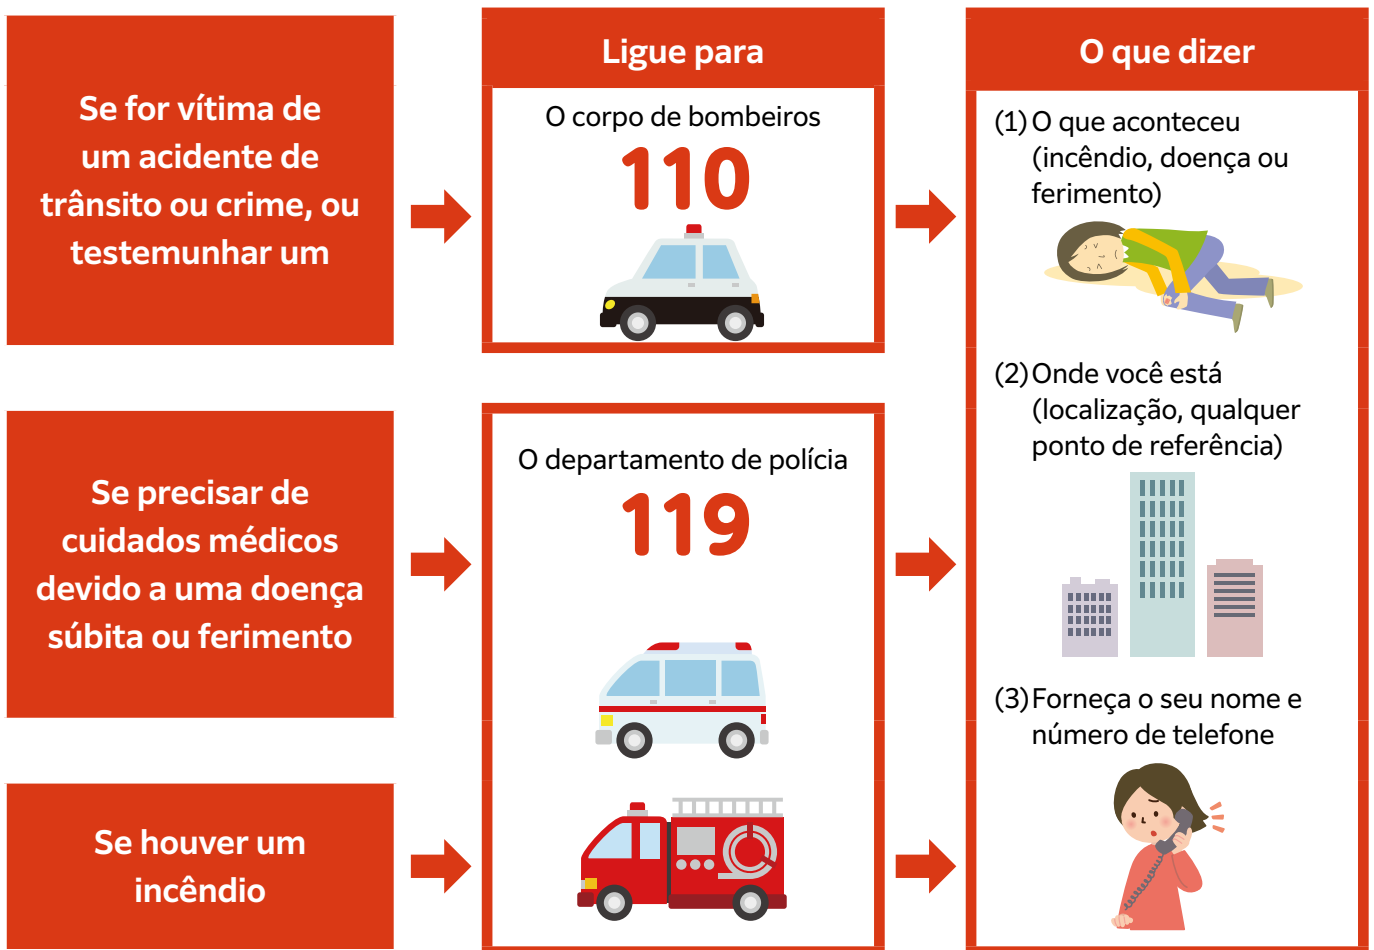 Se for vítima de
um acidente de
trânsito ou crime, ou
testemunhar um
Ligue para
O corpo de bombeiros
110
O que dizer
(1) O que aconteceu
(incêndio, doença ou
ferimento)
(2) Onde você está
(localização, qualquer
ponto de referência)
(3) Forneça o seu nome e
número de telefone
Se precisar de
cuidados médicos
devido a uma doença
súbita ou ferimento
O departamento de polícia
119
Se houver um
incêndio